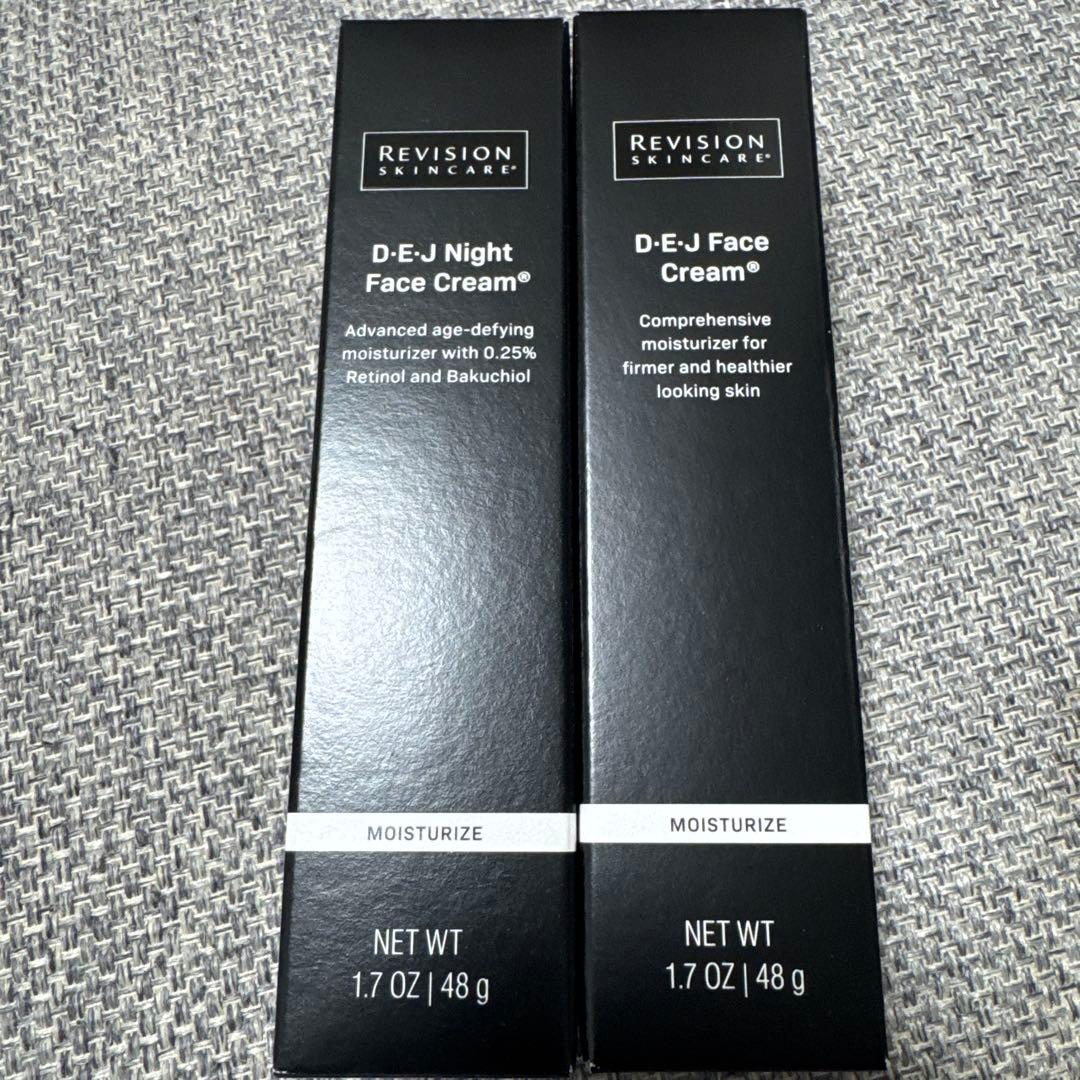 REVISION
SKINCARE®
D·E·J Night
Face Cream®
Advanced age-defying
moisturizer with 0.25%
Retinol and Bakuchiol
MOISTURIZE
NET WT
1.7 OZ | 48 g
REVISION
SKINCARE®
D·E·J Face
Cream®
Comprehensive
moisturizer for
firmer and healthier
looking skin
MOISTURIZE
NET WT
1.7 OZ | 48 g